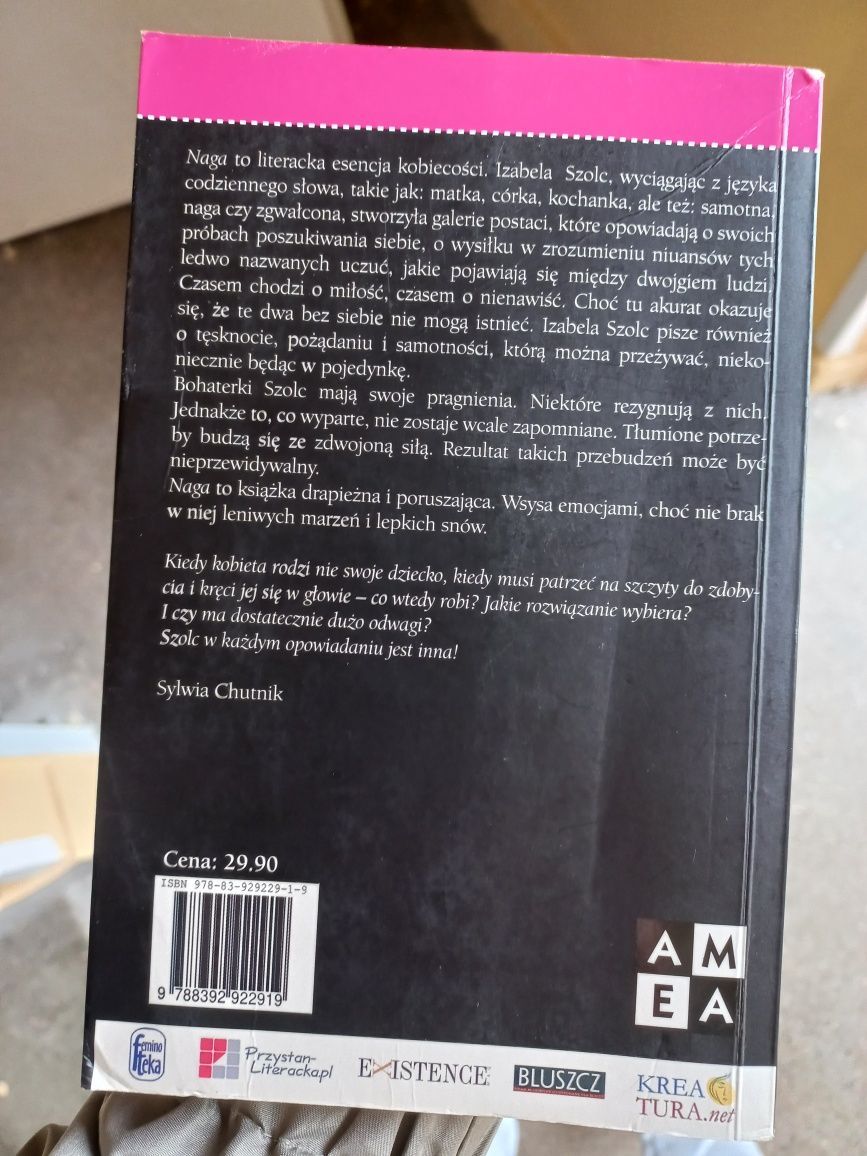 Naga to literacka esencja kobiecości. Izabela Szolc, wyciągając z języka
codziennego słowa, takie jak: matka, córka, kochanka, ale też: samotna,
naga czy zgwałcona, stworzyła galerie postaci, które opowiadają o swoich
próbach poszukiwania siebie, o wysiłku w zrozumieniu niuansów tych
ledwo nazwanych uczuć, jakie pojawiają się między dwojgiem ludzi.
Czasem chodzi o miłość, czasem o nienawiść. Choć tu akurat okazuje
się, że te dwa bez siebie nie mogą istnieć. Izabela Szolc pisze również
o tęsknocie, pożądaniu i samotności, którą można przeżywać, nieko-
niecznie będąc w pojedynkę.
Bohaterki Szolc mają swoje pragnienia. Niektóre rezygnują z nich.
Jednakże to, co wyparte, nie zostaje wcale zapomniane. Tłumione potrze-
by budzą się ze zdwojoną siłą. Rezultat takich przebudzeń może być
nieprzewidywalny.
Naga to książka drapieżna i poruszająca. Wsysa emocjami, choć nie brak
w niej leniwych marzeń i lepkich snów.
Kiedy kobieta rodzi nie swoje dziecko, kiedy musi patrzeć na szczyty do zdoby-
cia i kręci jej się w głowie – co wtedy robi? Jakie rozwiązanie wybiera?
I czy ma dostatecznie dużo odwagi?
Szolc w każdym opowiadaniu jest inna!
Sylwia Chutnik
Cena: 29.90
ISBN 978-83-929229-1-9
9 788392 922919
AM
EA
femino
teka
Przystan-
Literacka.pl
EXISTENCE
BLUSZCZ
KREA
TURA.net